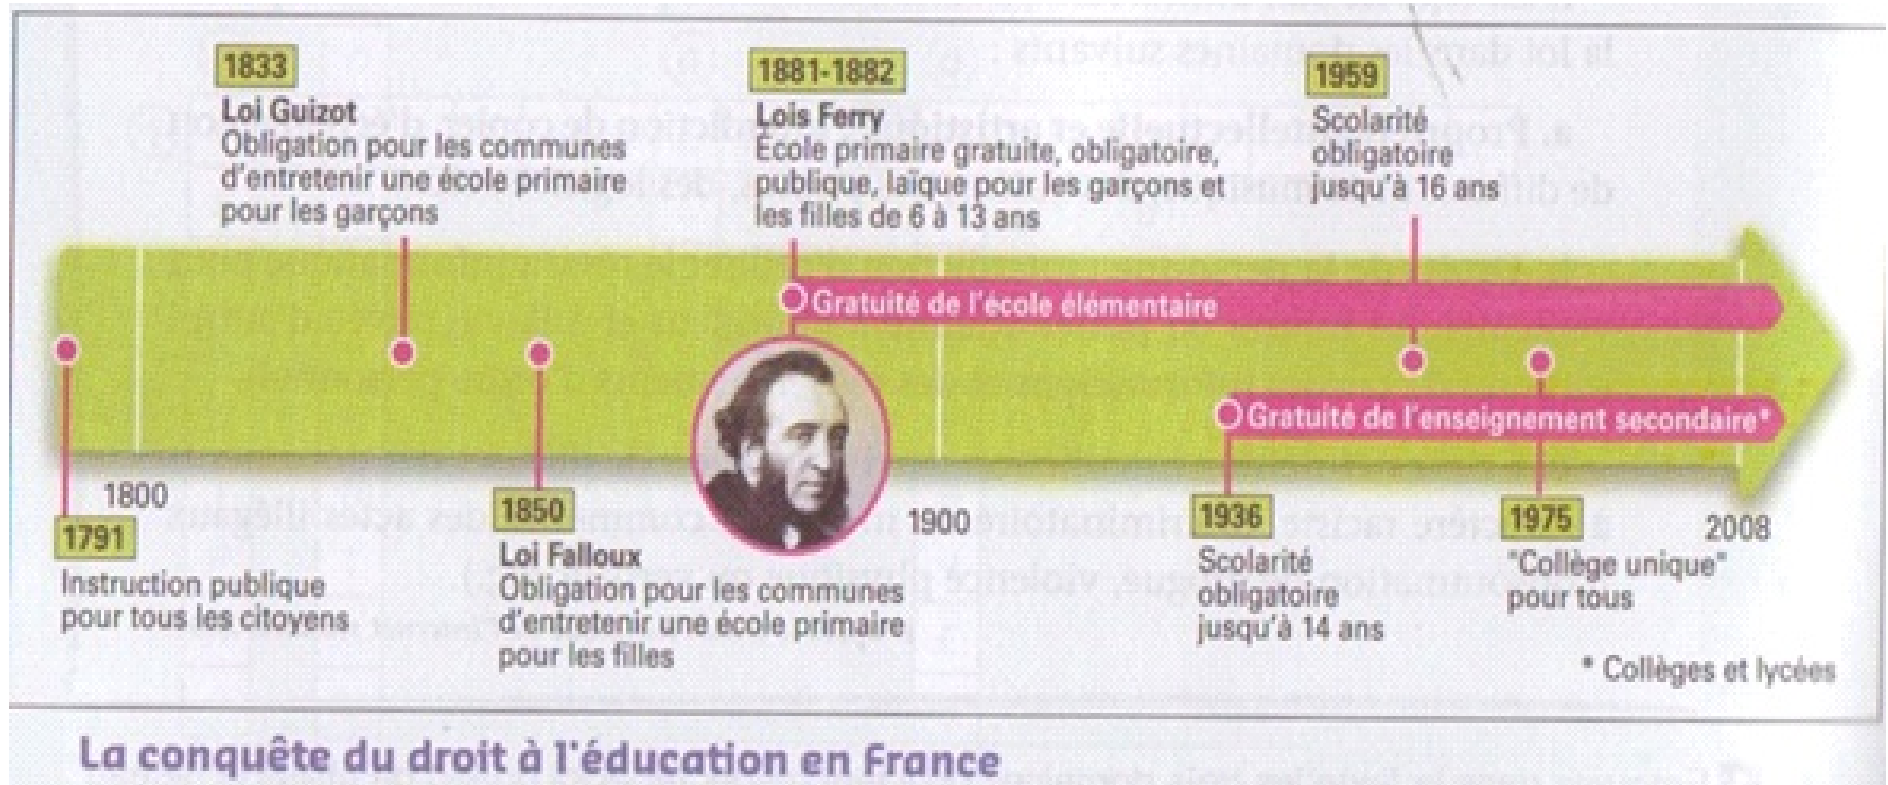 1833
Loi Guizot
Obligation pour les communes
d'entretenir une école primaire
pour les garçons
1881-1882
Lois Ferry
École primaire gratuite, obligatoire,
publique, laïque pour les garçons et
les filles de 6 à 13 ans
1959
Scolarité
obligatoire
jusqu'à 16 ans
Gratuité de l'école élémentaire
Gratuité de l'enseignement secondaire*
1800
1791
Instruction publique
pour tous les citoyens
1850
Loi Falloux
Obligation pour les communes
d'entretenir une école primaire
pour les filles
1900
1936
Scolarité
obligatoire
jusqu'à 14 ans
1975
"Collège unique"
pour tous
2008
* Collèges et lycées
La conquête du droit à l'éducation en France